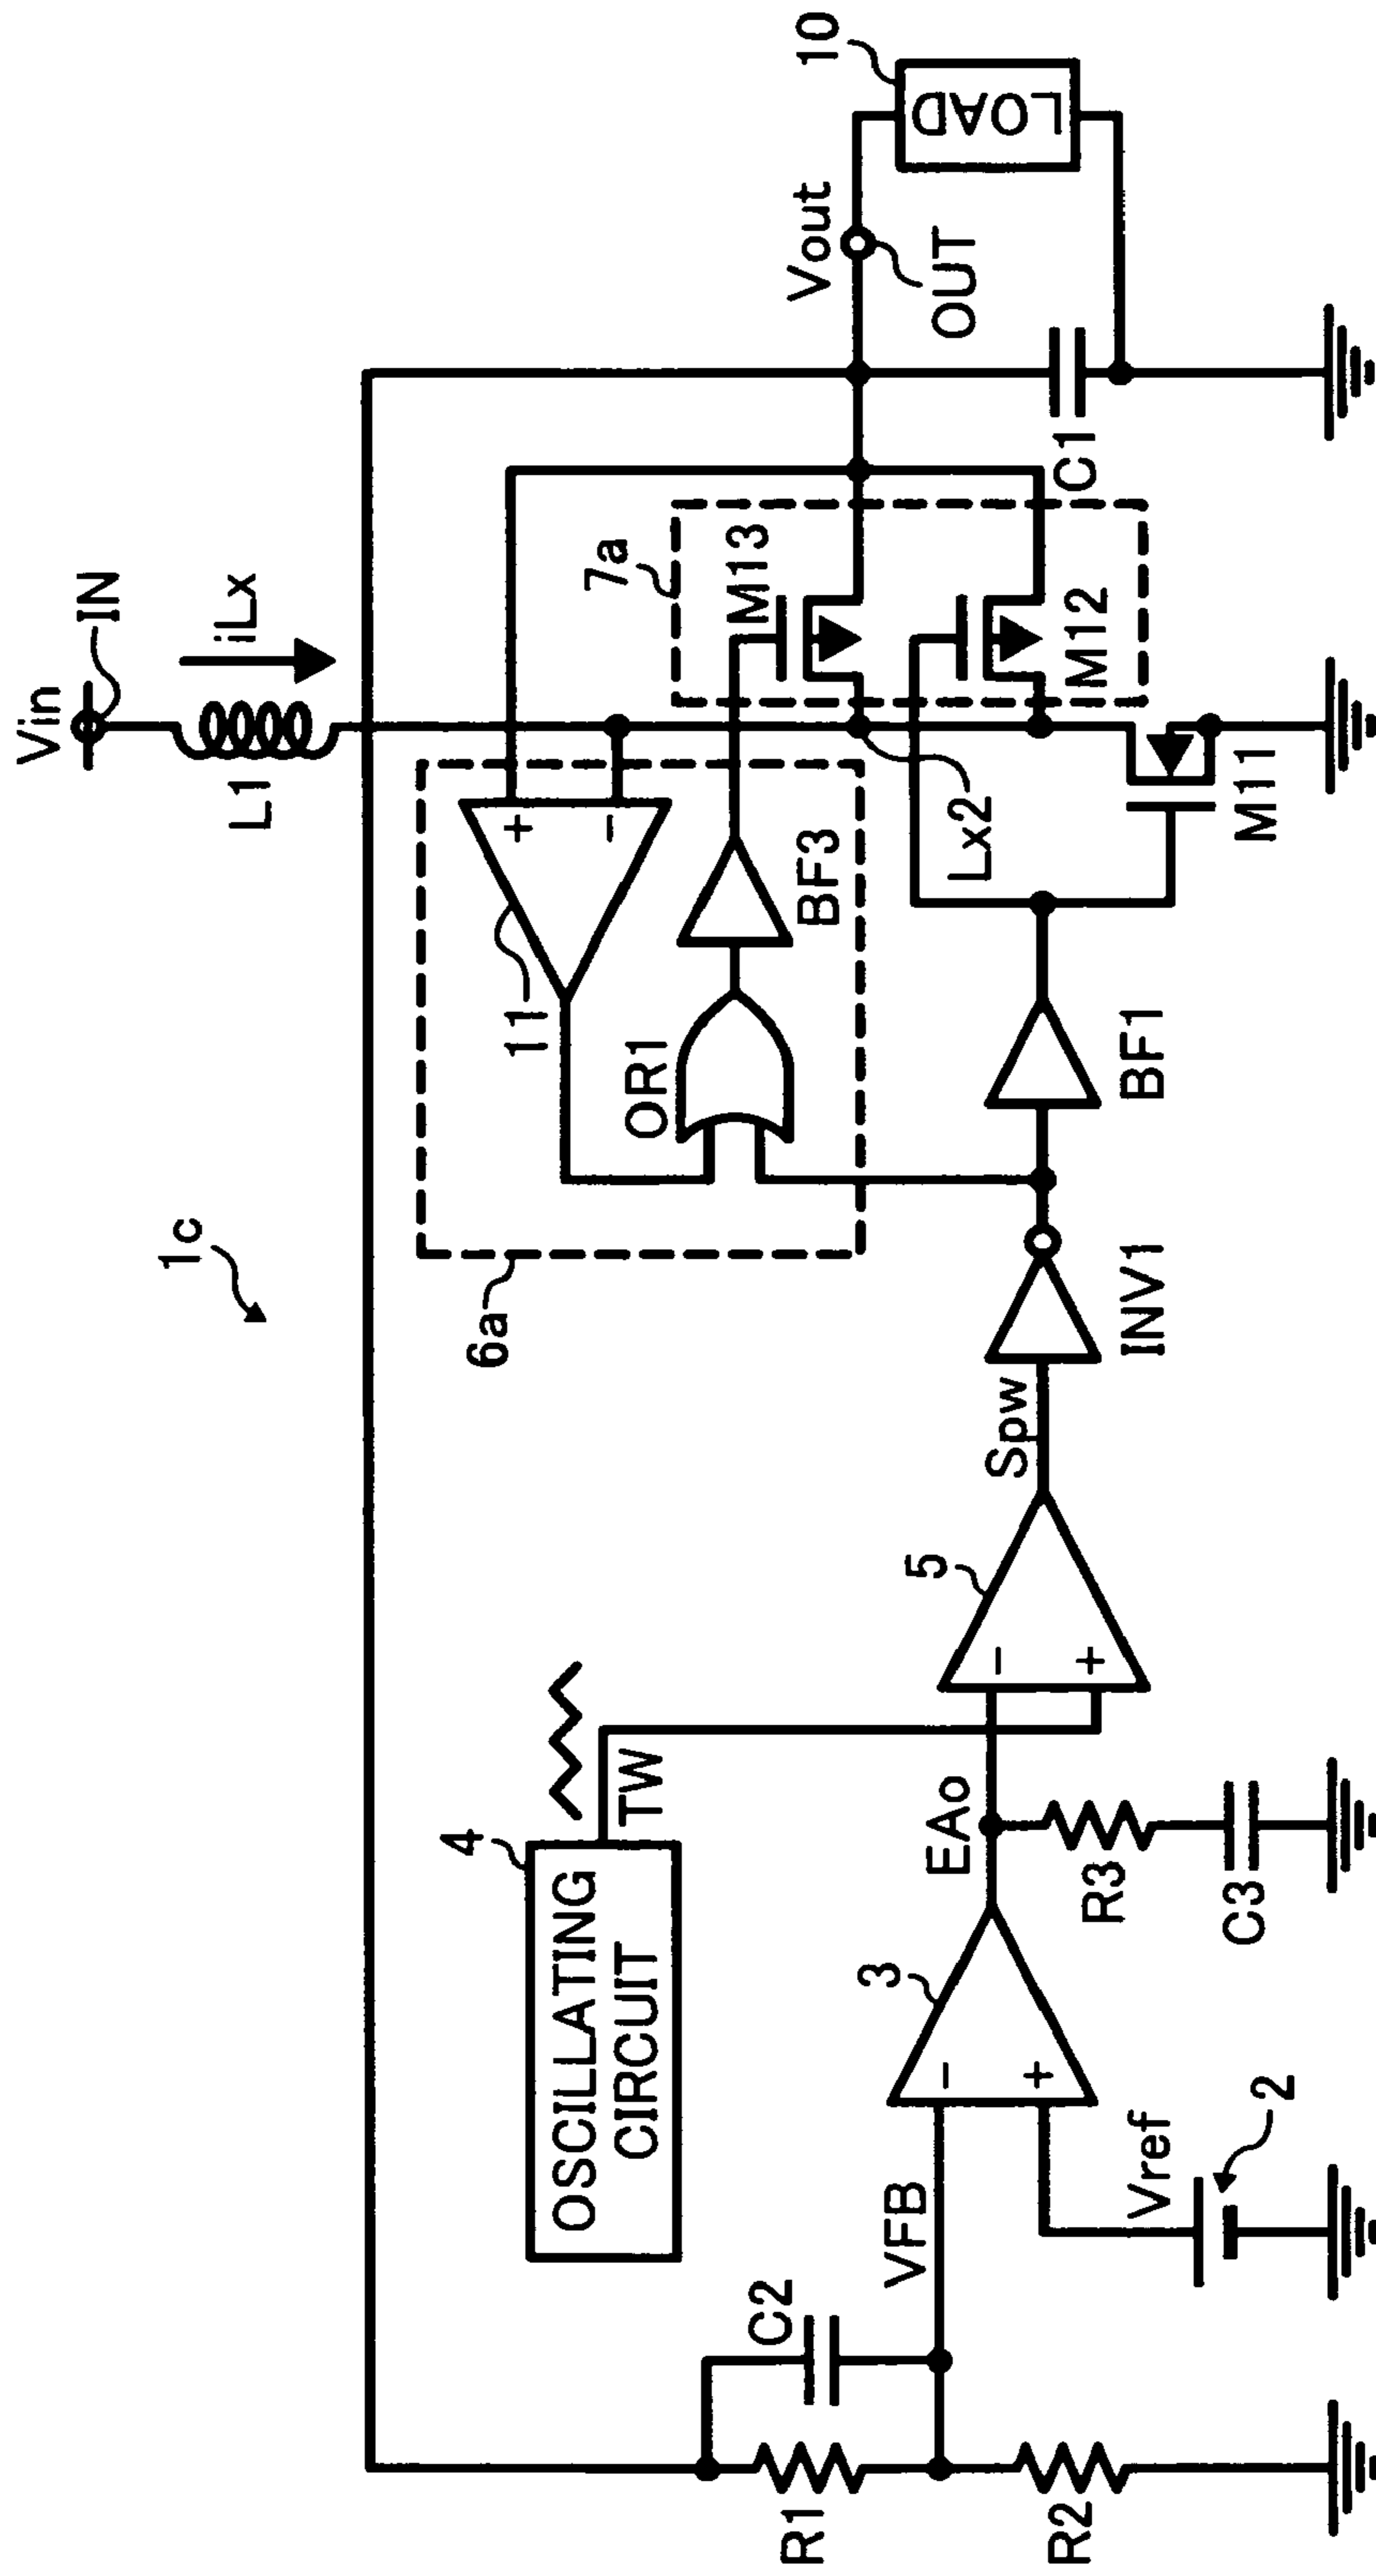 1c
Vin
IN
iLx
L1
6a
11
+
−
OR1
BF3
7a
M13
M12
Lx2
M11
Vout
OUT
10
LOAD
C1
4
OSCILLATING
CIRCUIT
TW
R1
C2
R2
VFB
−
+
3
Vref
2
EAo
R3
C3
−
+
5
Spw
INV1
BF1